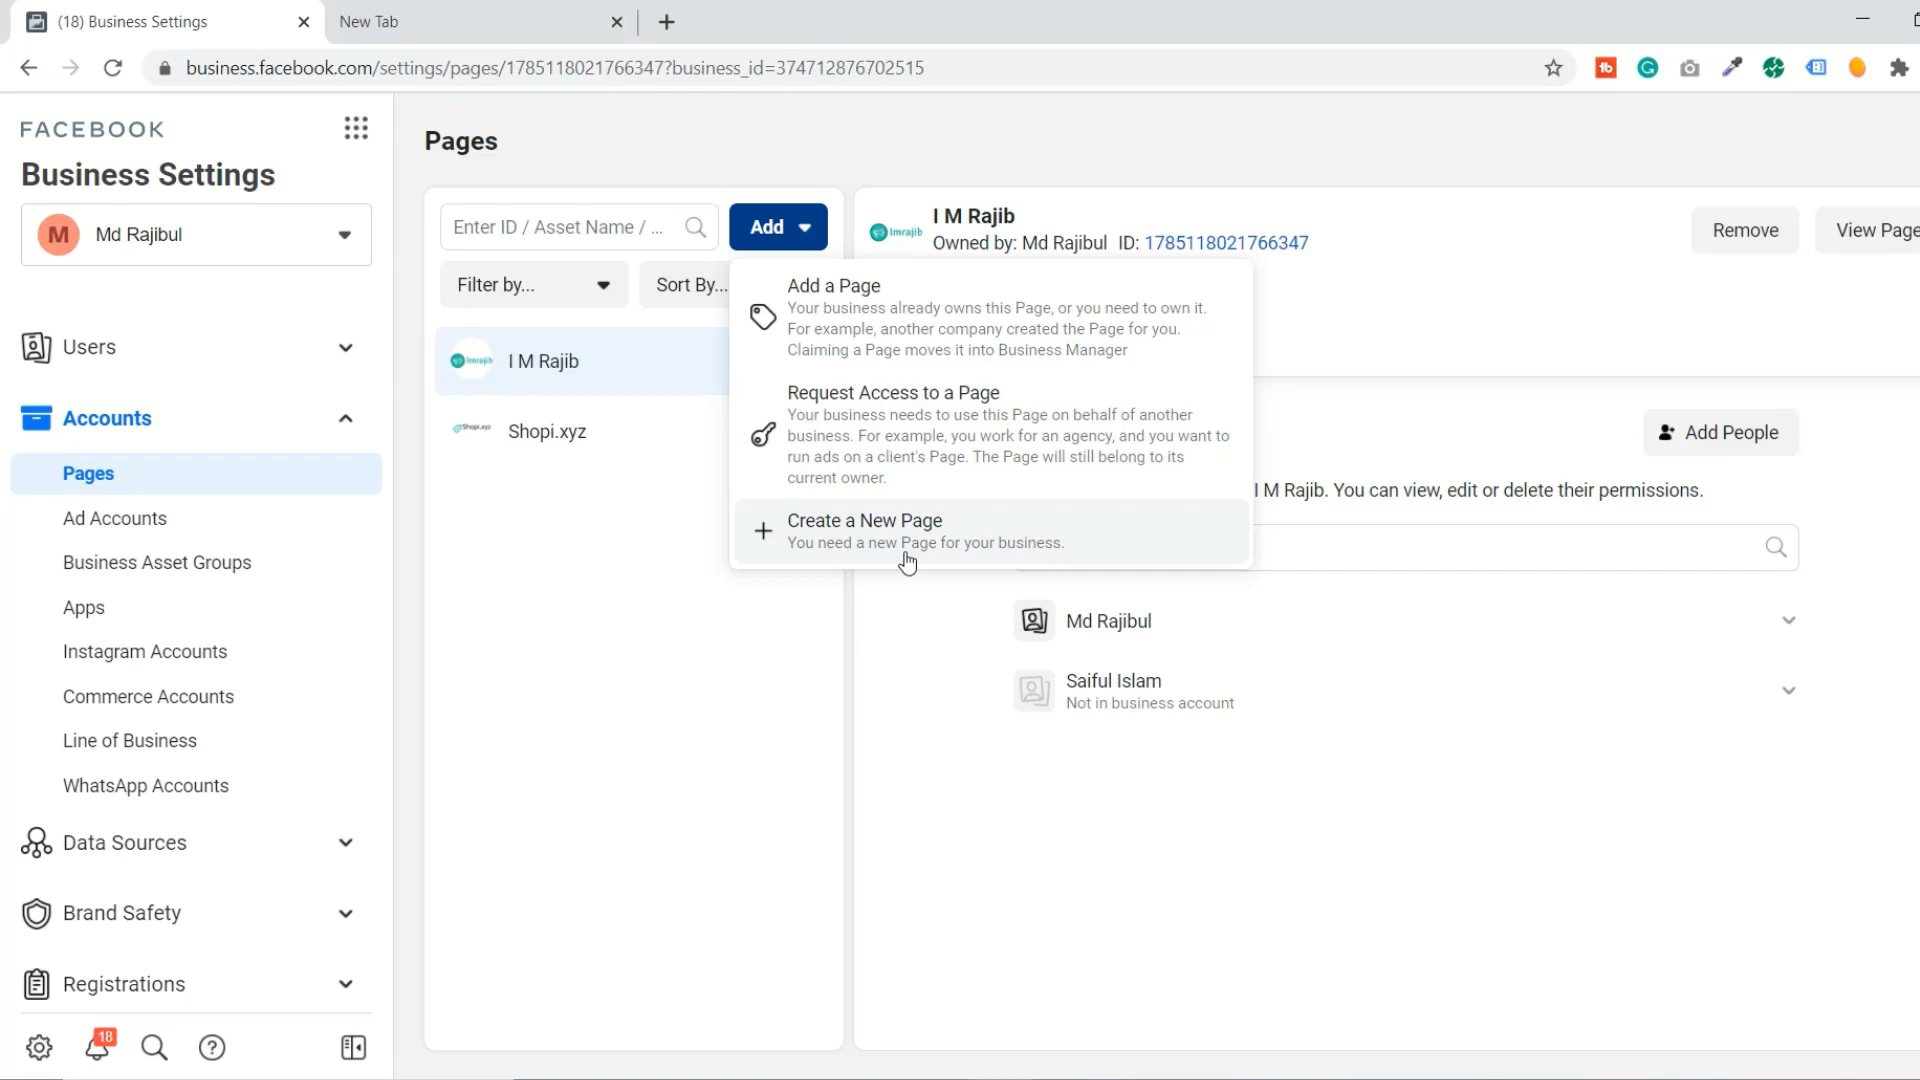 (18) Business Settings
New Tab
business.facebook.com/settings/pages/1785118021766347?business_id=374712876702515
FACEBOOK
Business Settings
M
Md Rajibul
Users
Accounts
Pages
Ad Accounts
Business Asset Groups
Apps
Instagram Accounts
Commerce Accounts
Line of Business
WhatsApp Accounts
Data Sources
Brand Safety
Registrations
18
Pages
Enter ID / Asset Name / ...
Add
Filter by...
Sort By...
Imrajib
I M Rajib
Shopi.xyz
Shopi.xyz
Add a Page
Your business already owns this Page, or you need to own it.
For example, another company created the Page for you.
Claiming a Page moves it into Business Manager
Request Access to a Page
Your business needs to use this Page on behalf of another
business. For example, you work for an agency, and you want to
run ads on a client's Page. The Page will still belong to its
current owner.
Create a New Page
You need a new Page for your business.
Imrajib
I M Rajib
Owned by: Md Rajibul ID: 1785118021766347
Remove
View Page
Add People
I M Rajib. You can view, edit or delete their permissions.
Md Rajibul
Saiful Islam
Not in business account